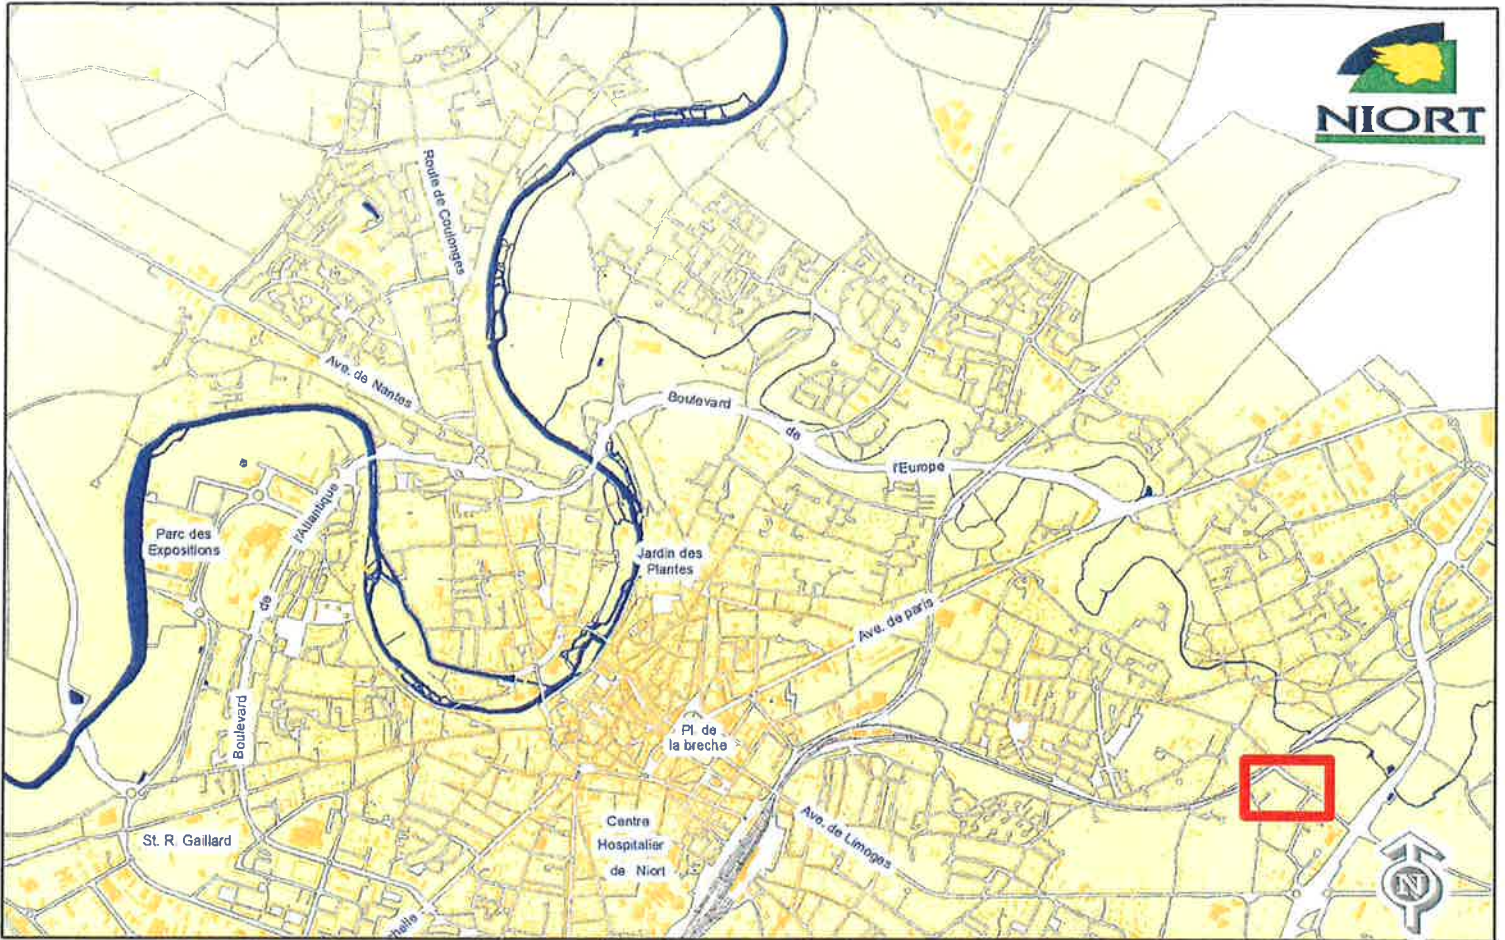 NIORT
Route de Coulonges
Ave. de Nantes
Boulevard
de
l'Europe
Parc des
Expositions
Boulevard
de
l'Atlantique
Jardin des
Plantes
Ave. de paris
Pl. de
la breche
Centre
Hospitalier
de Niort
Ave. de Limoges
St. R. Gaillard
N